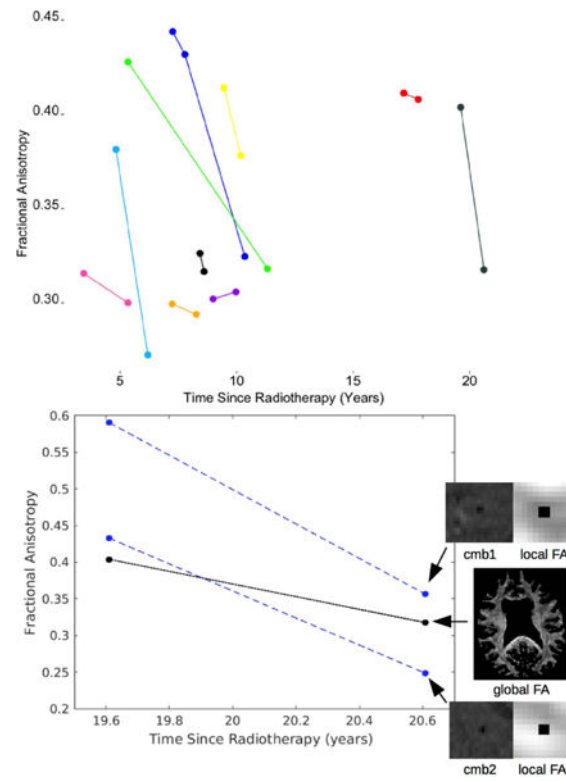 0.45
0.40
0.35
0.30
Fractional Anisotropy
5 10 15 20
Time Since Radiotherapy (Years)
0.6
0.55
0.5
0.45
0.4
0.35
0.3
0.25
0.2
Fractional Anisotropy
19.6 19.8 20 20.2 20.4 20.6
Time Since Radiotherapy (years)
cmb1 local FA
global FA
cmb2 local FA